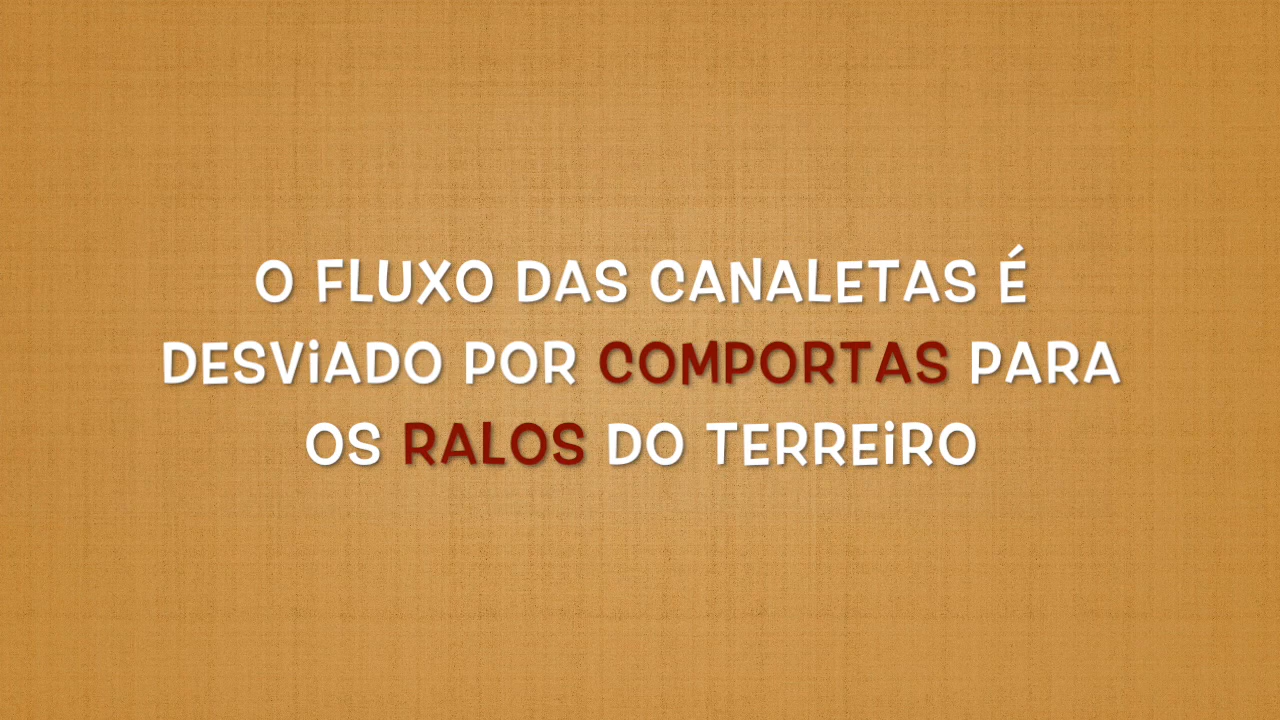 O FLUXO DAS CANALETAS É
DESViADO POR COMPORTAS PARA
OS RALOS DO TERREiRO